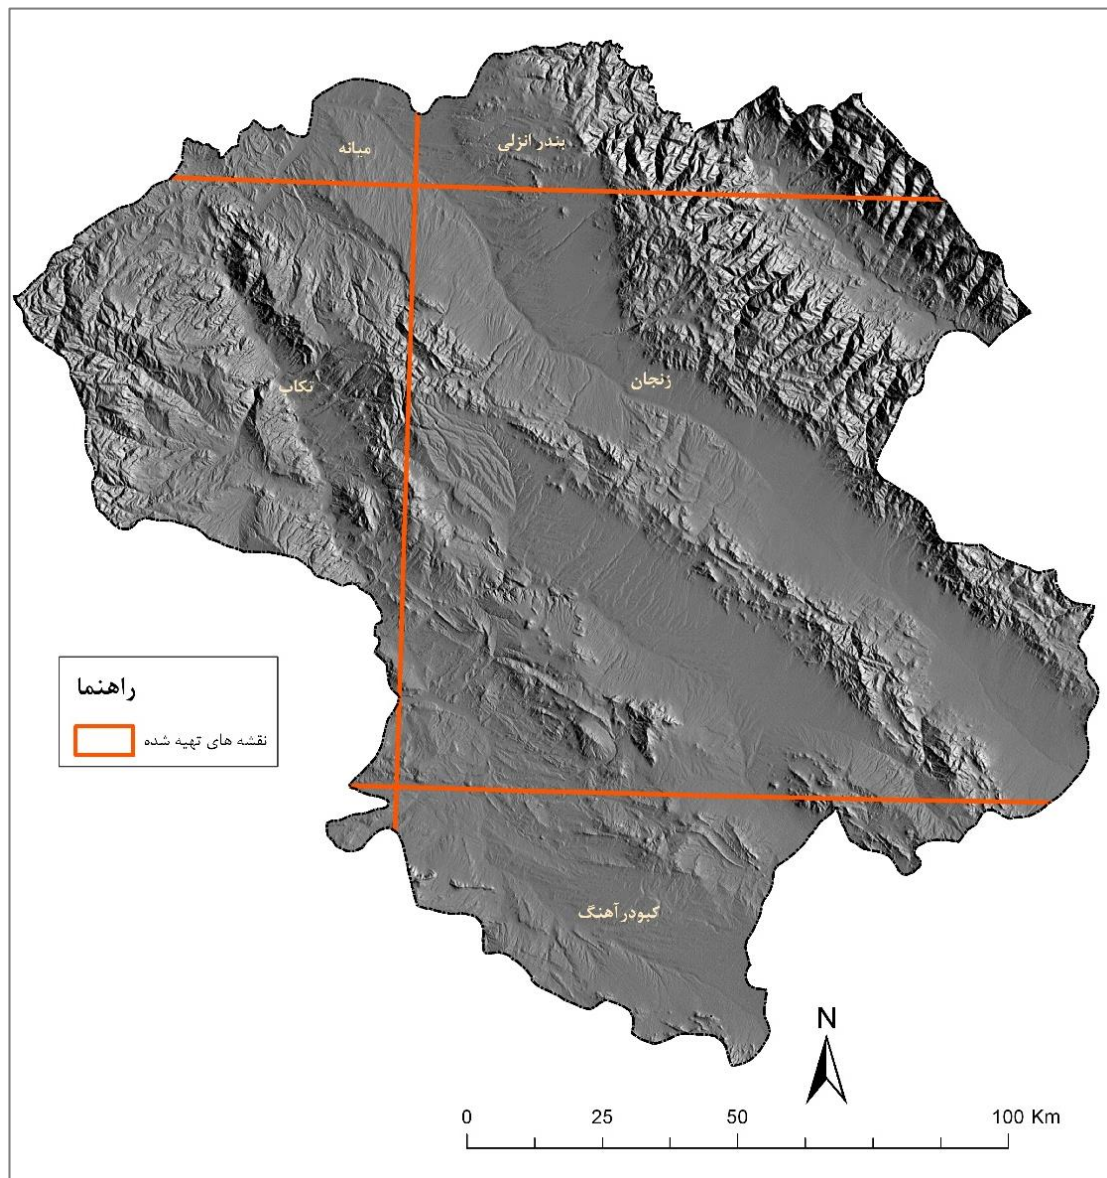 بندر انزلی
میانه
زنجان
تکاب
راهنما
نقشه های تهیه شده
کبودرآهنگ
N
0 25 50 100 Km